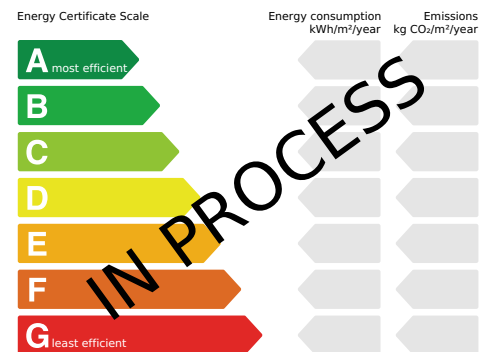 Energy Certificate Scale
Energy consumption
kWh/m²/year
Emissions
kg CO₂/m²/year
A most efficient
B
C
D
E
F
G least efficient
IN PROCESS